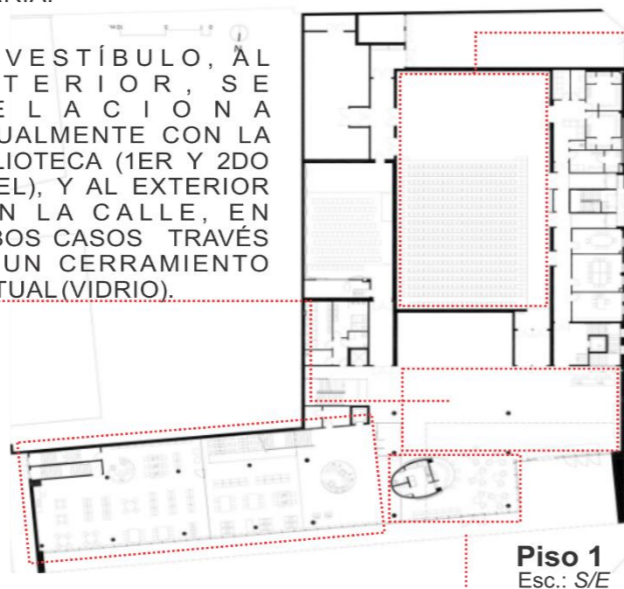 VESTÍBULO, AL
TERIOR, SE
ELACIONA
UALMENTE CON LA
LIOTECA (1ER Y 2DO
EL), Y AL EXTERIOR
N LA CALLE, EN
BOS CASOS TRAVÉS
UN CERRAMIENTO
TUAL (VIDRIO).
N
Piso 1
Esc.: S/E